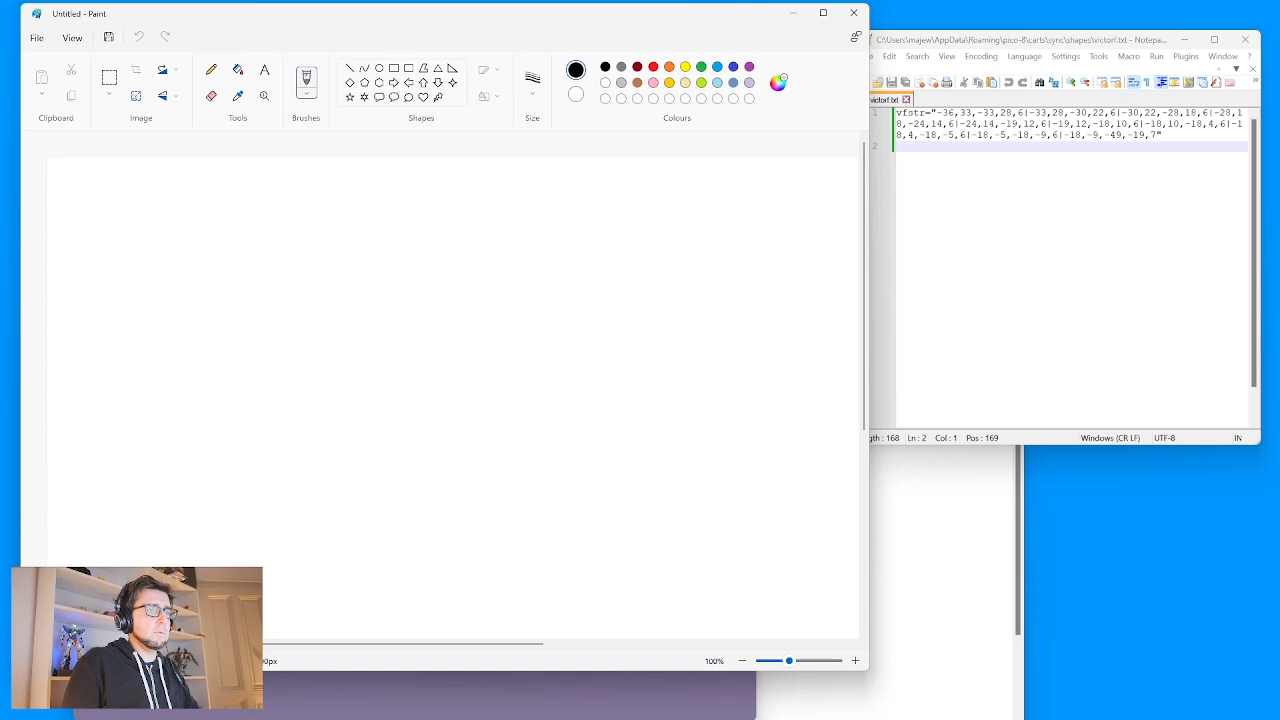 Untitled - Paint
File View
Clipboard Image Tools Brushes Shapes Size Colours
100%
C:\Users\majew\AppData\Roaming\pico-8\carts\sync\shapes\victorf.txt - Notepa...
Edit Search View Encoding Language Settings Tools Macro Run Plugins Window ?
victorf.txt
1 vfstr="-36,33,-33,28,6|-33,28,-30,22,6|-30,22,-28,18,6|-28,1
8,-24,14,6|-24,14,-19,12,6|-19,12,-18,10,6|-18,10,-18,4,6|-1
8,4,-18,-5,6|-18,-5,-18,-9,6|-18,-9,-49,-19,7"
2
Ln : 2 Col : 1 Pos : 169 Windows (CR LF) UTF-8 IN